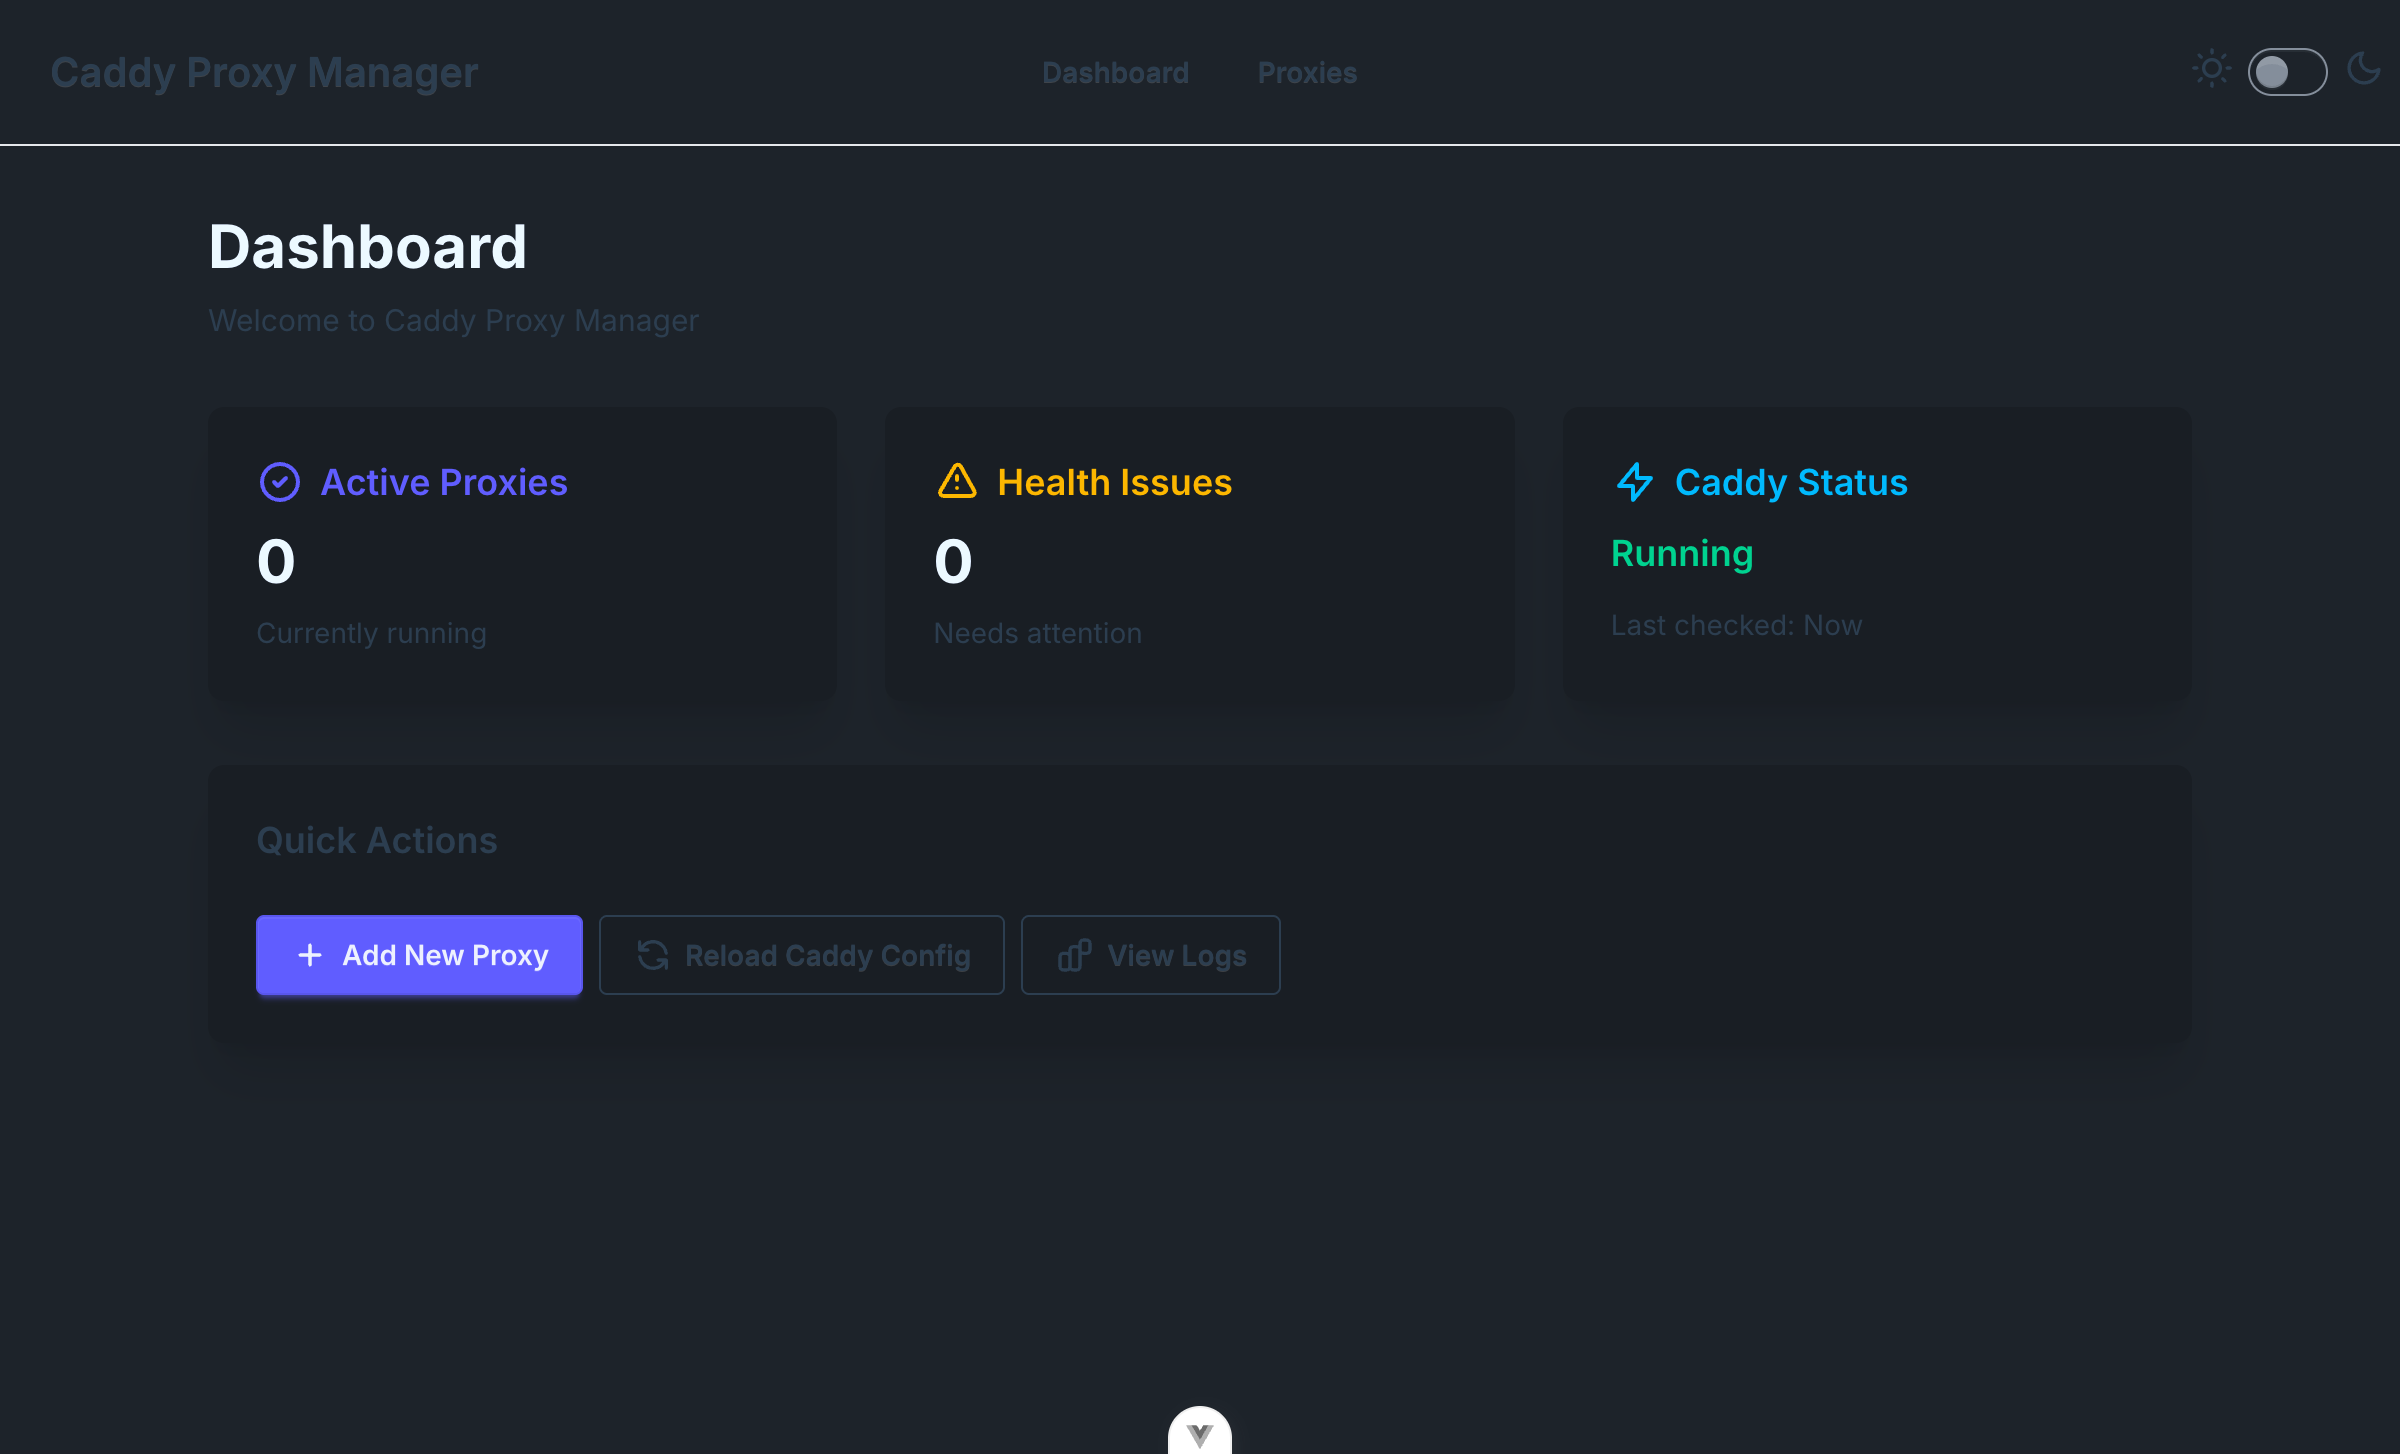 Caddy Proxy Manager
Dashboard
Proxies
Dashboard
Welcome to Caddy Proxy Manager
Active Proxies
0
Currently running
Health Issues
0
Needs attention
Caddy Status
Running
Last checked: Now
Quick Actions
Add New Proxy
Reload Caddy Config
View Logs